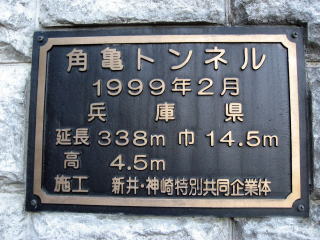 角亀トンネル
1999年2月
兵庫県
延長 338m 巾 14.5m
高 4.5m
施工 新井・神崎特別共同企業体